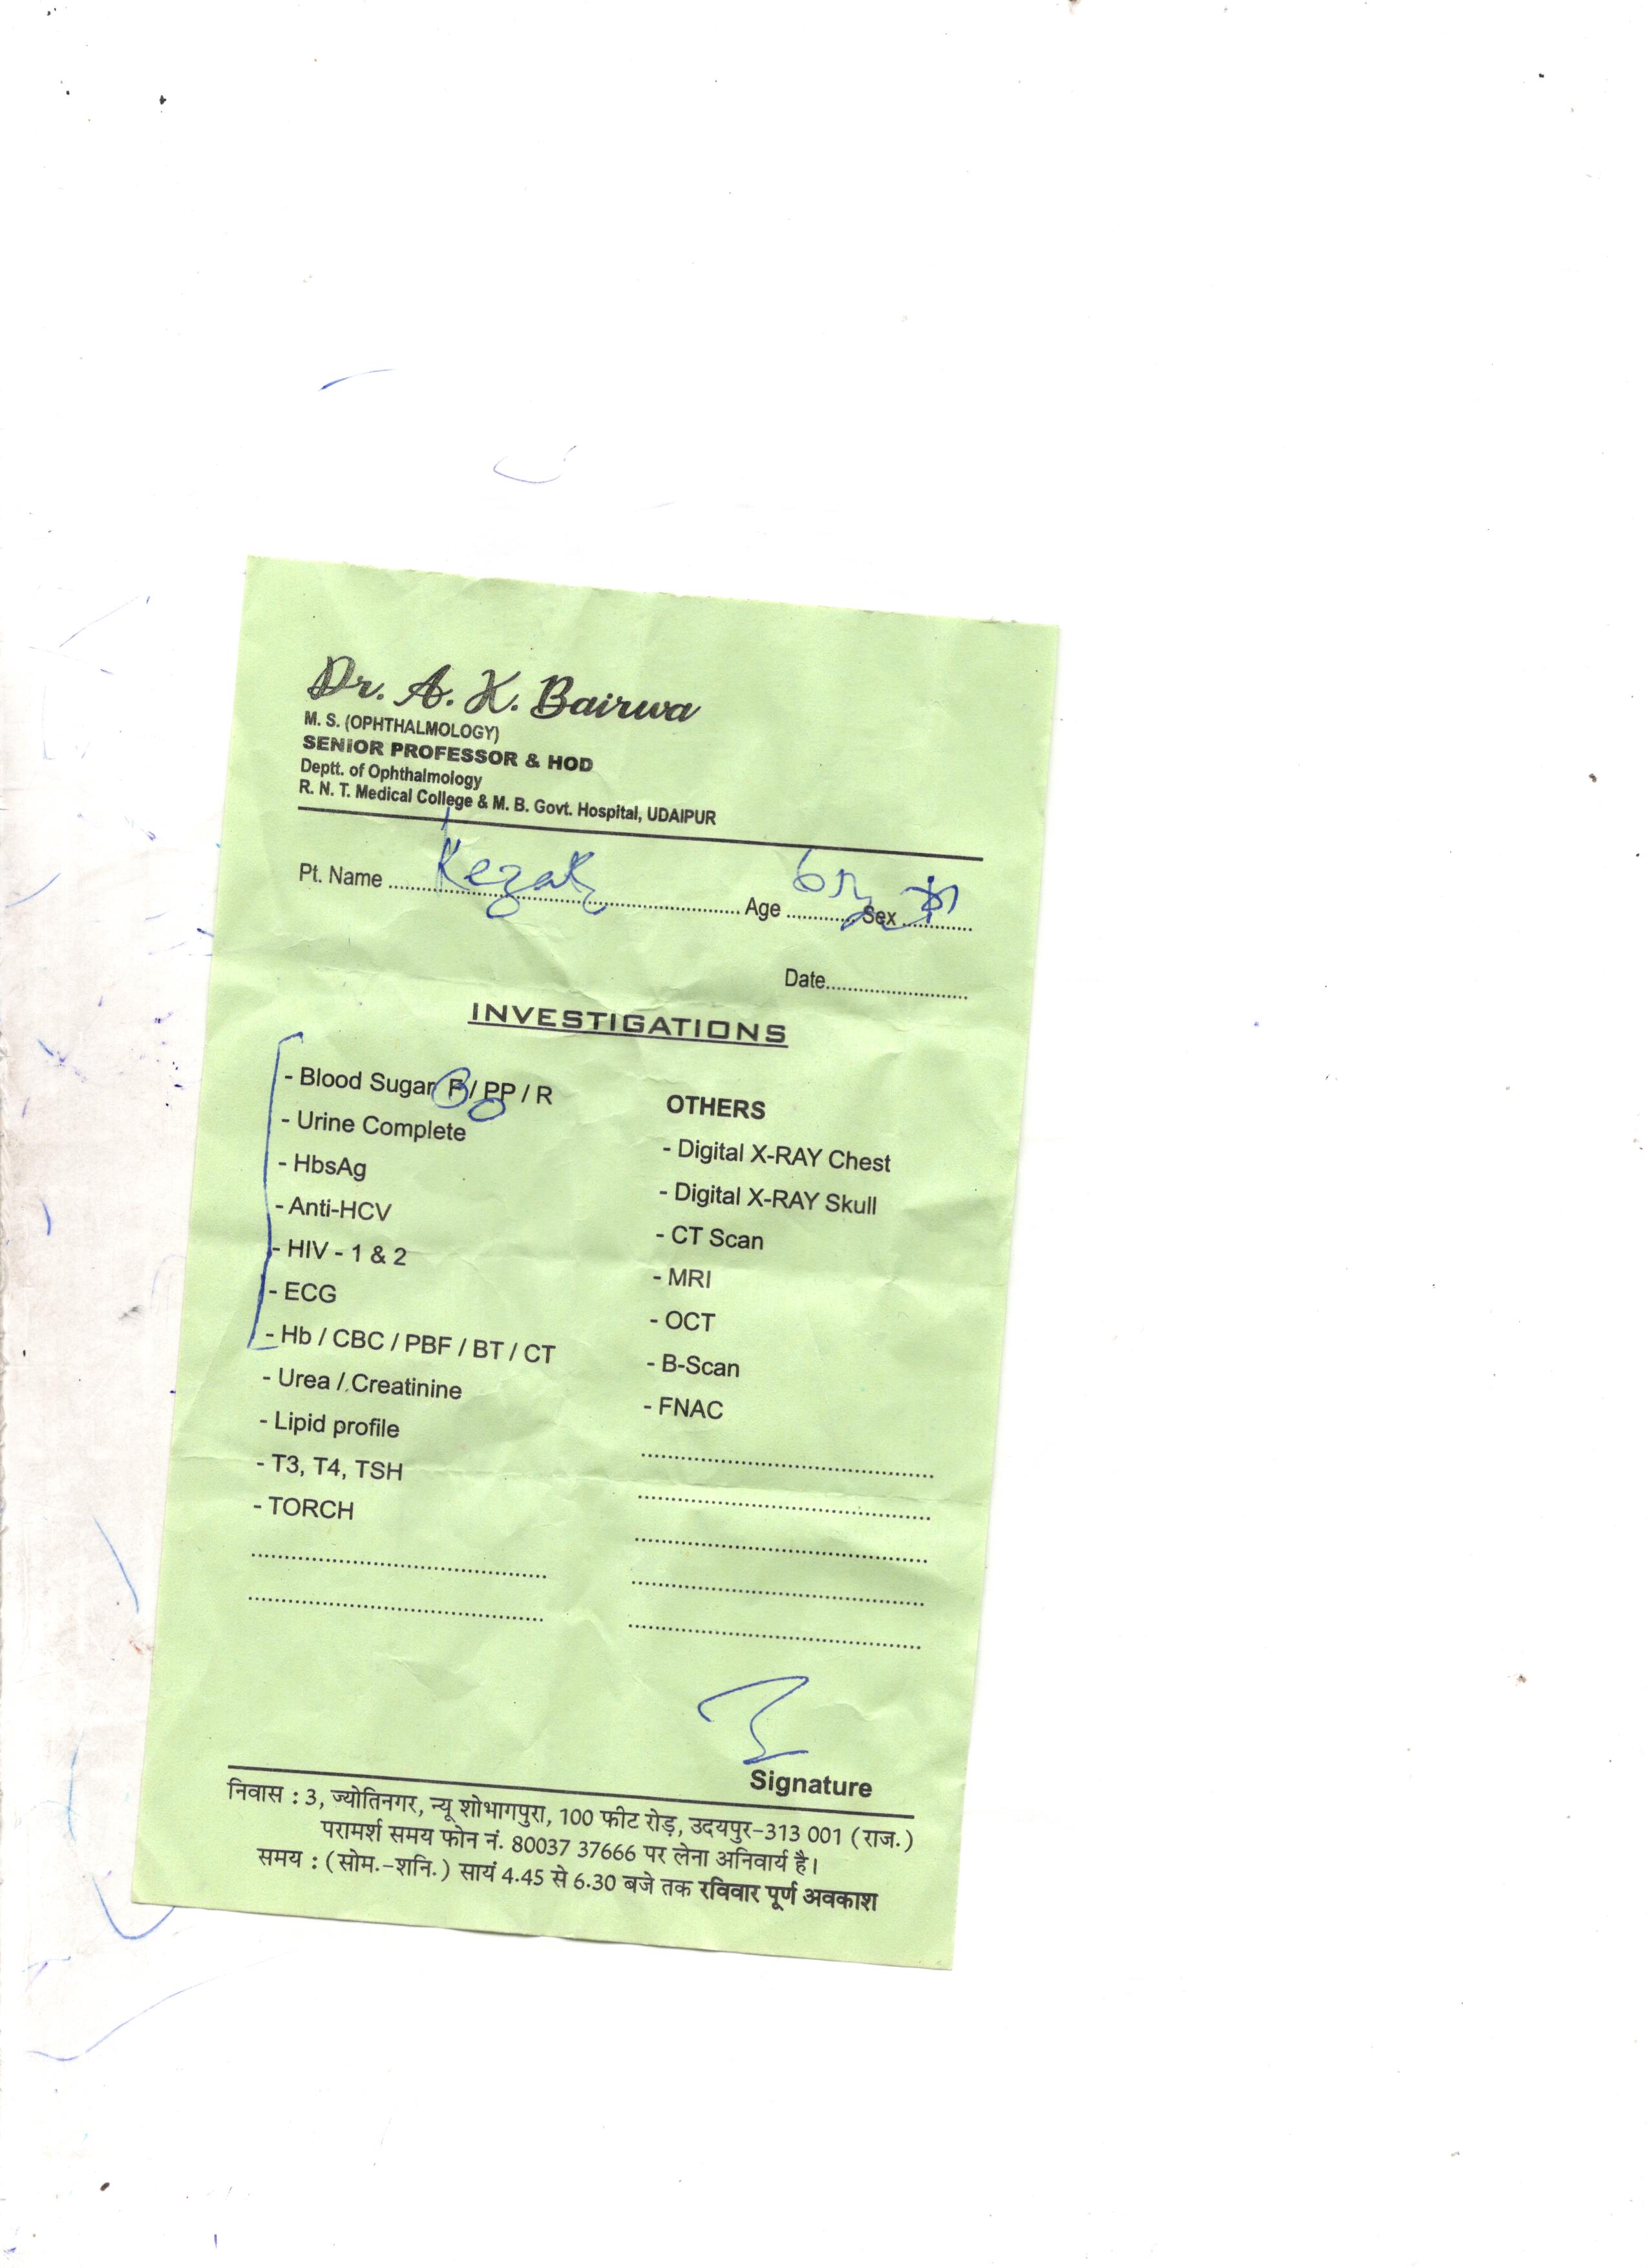 Dr. A. K. Bairwa
M. S. (OPHTHALMOLOGY)
SENIOR PROFESSOR & HOD
Deptt. of Ophthalmology
R. N. T. Medical College & M. B. Govt. Hospital, UDAIPUR
Pt. Name ........ Age ........ Sex ........
Date........
INVESTIGATIONS
- Blood Sugar F / PP / R
- Urine Complete
- HbsAg
- Anti-HCV
- HIV - 1 & 2
- ECG
- Hb / CBC / PBF / BT / CT
- Urea / Creatinine
- Lipid profile
- T3, T4, TSH
- TORCH
OTHERS
- Digital X-RAY Chest
- Digital X-RAY Skull
- CT Scan
- MRI
- OCT
- B-Scan
- FNAC
Signature
निवास : 3, ज्योतिनगर, न्यू शोभागपुरा, 100 फीट रोड़, उदयपुर-313 001 (राज.)
परामर्श समय फोन नं. 80037 37666 पर लेना अनिवार्य है।
समय : (सोम.-शनि.) सायं 4.45 से 6.30 बजे तक रविवार पूर्ण अवकाश